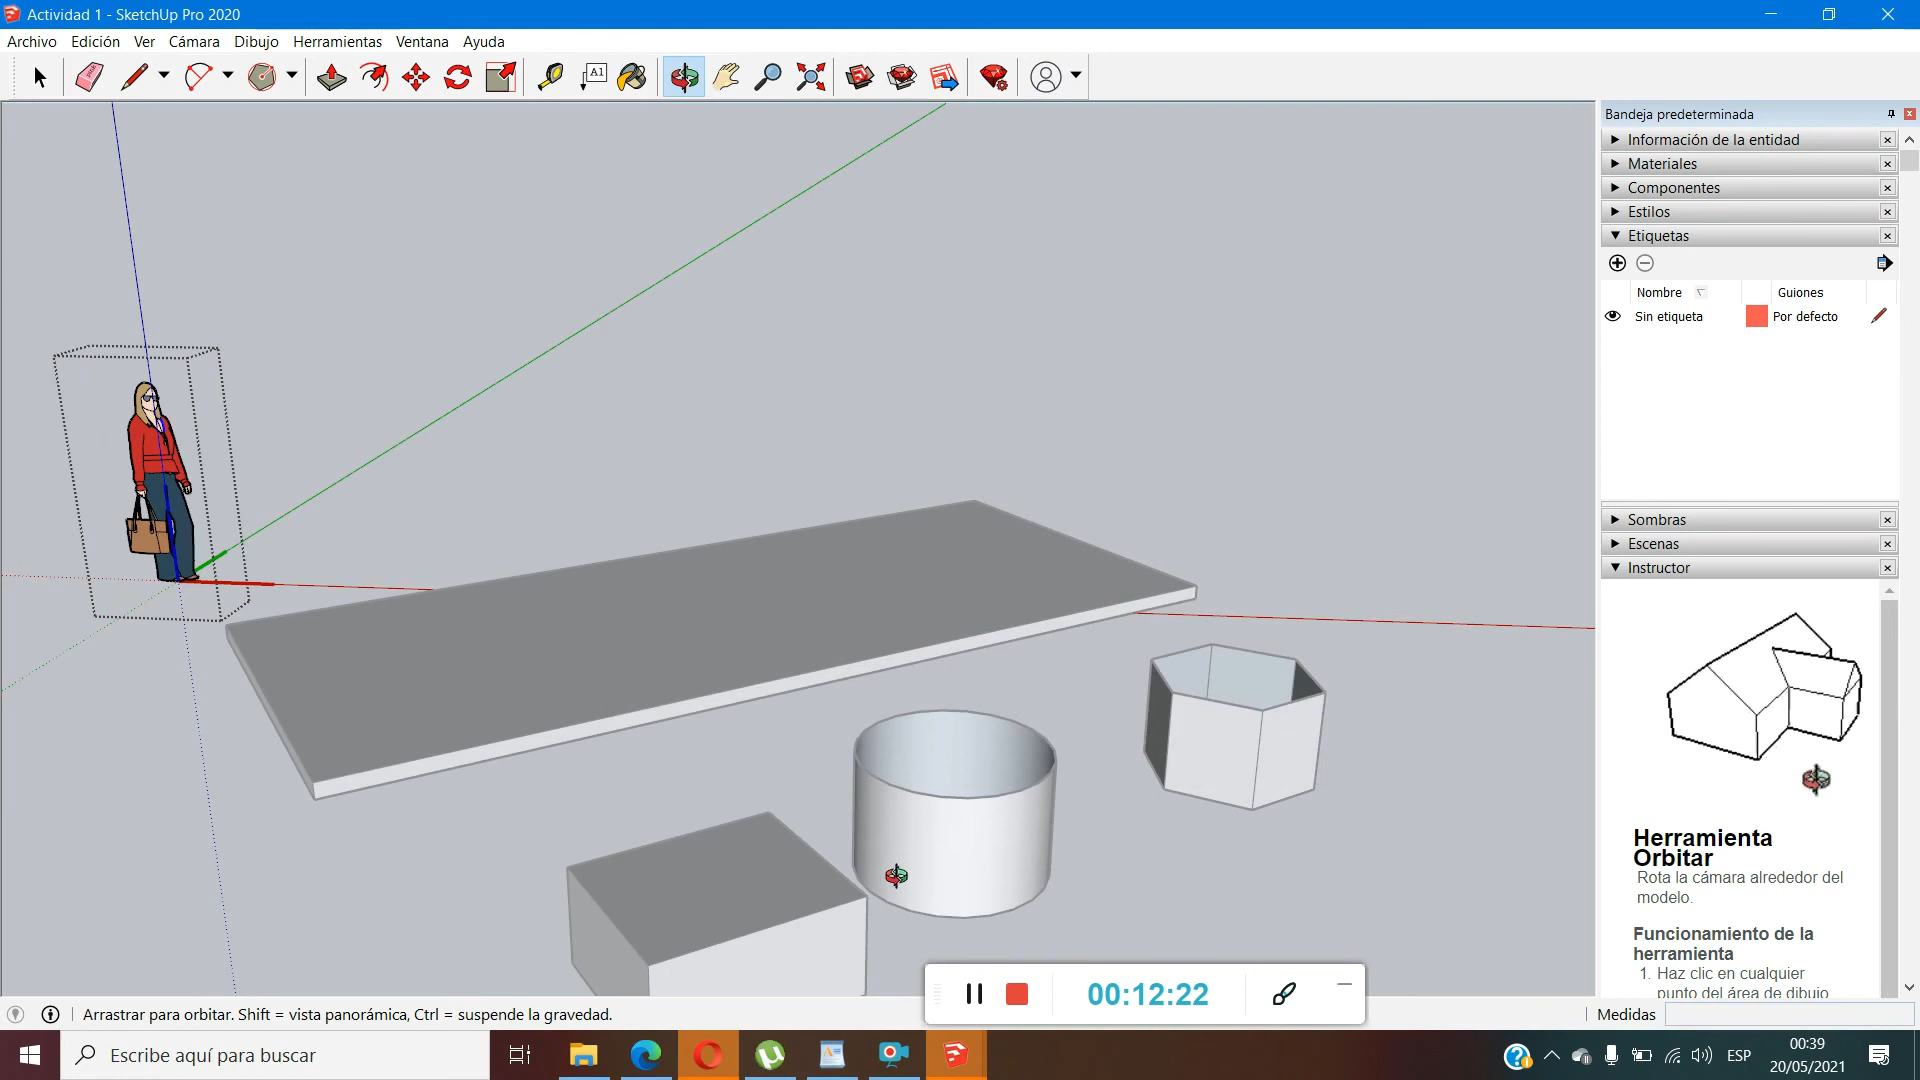 Actividad 1 - SketchUp Pro 2020
Archivo Edición Ver Cámara Dibujo Herramientas Ventana Ayuda
A1
Bandeja predeterminada
Información de la entidad
Materiales
Componentes
Estilos
Etiquetas
Nombre Guiones
Sin etiqueta Por defecto
Sombras
Escenas
Instructor
Herramienta
Orbitar
Rota la cámara alrededor del
modelo.
Funcionamiento de la
herramienta
1. Haz clic en cualquier
punto del área de dibujo
00:12:22
Arrastrar para orbitar. Shift = vista panorámica, Ctrl = suspende la gravedad.
Medidas
Escribe aquí para buscar
ESP
00:39
20/05/2021